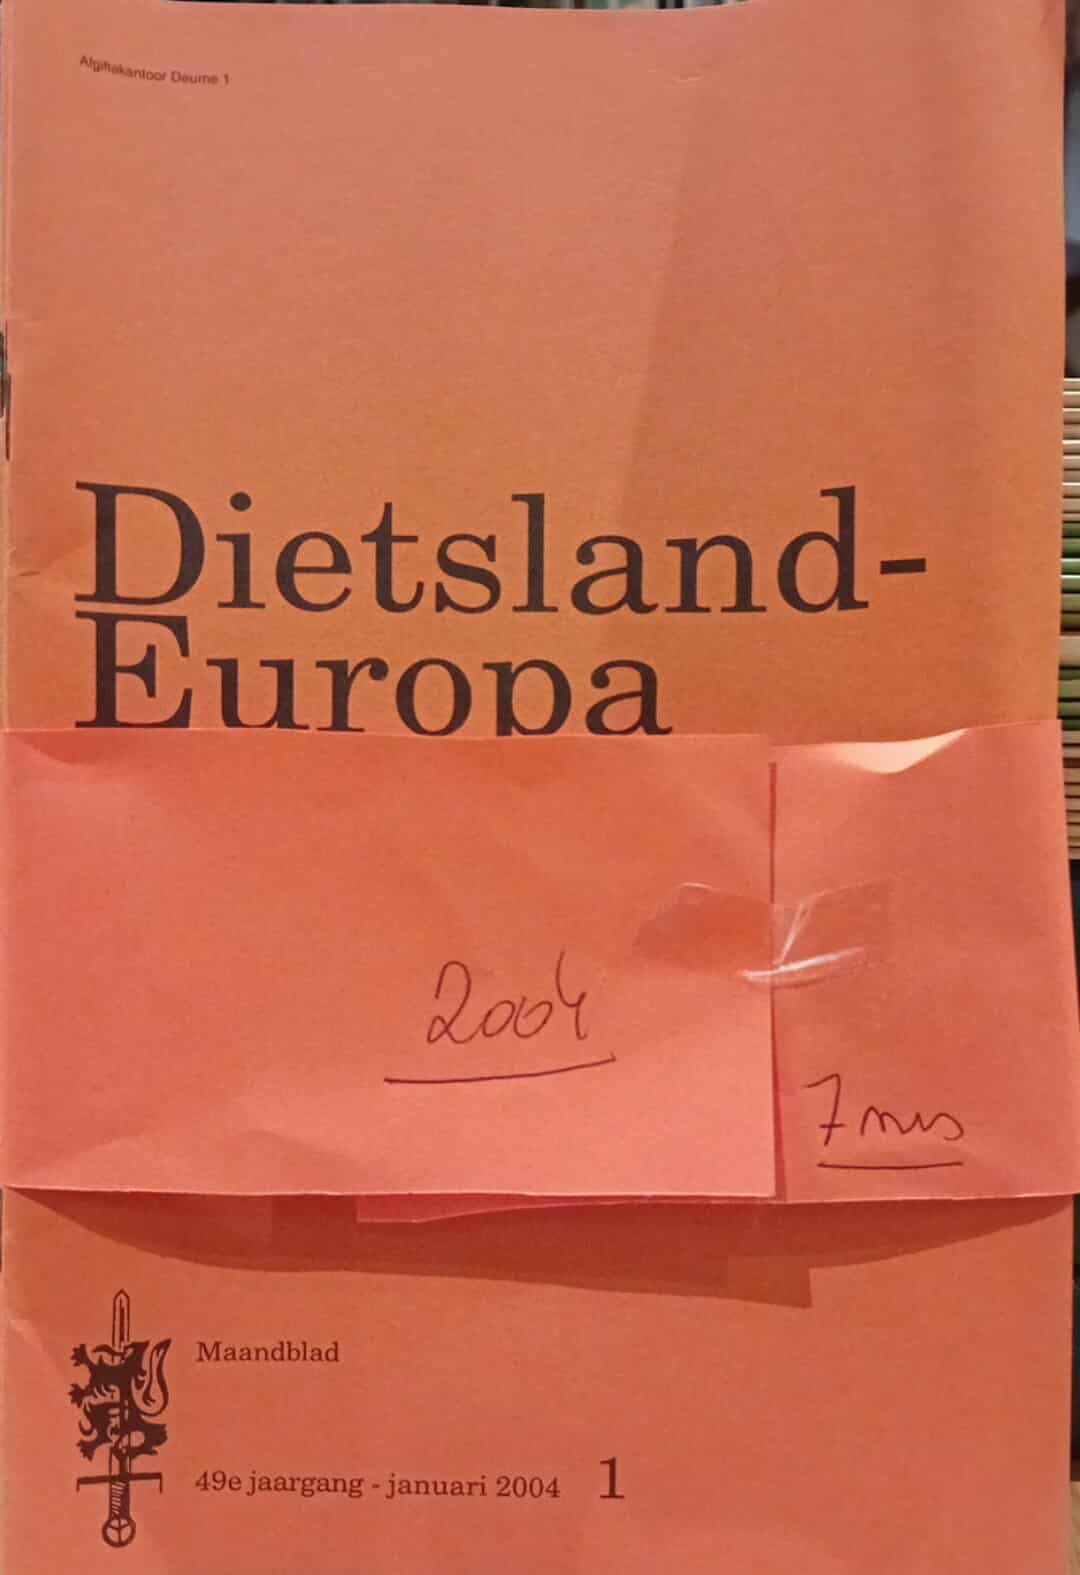 Afgiftekantoor Deurne 1
Dietsland-
Europa
2004
7 nrs
Maandblad
49e jaargang - januari 2004 1